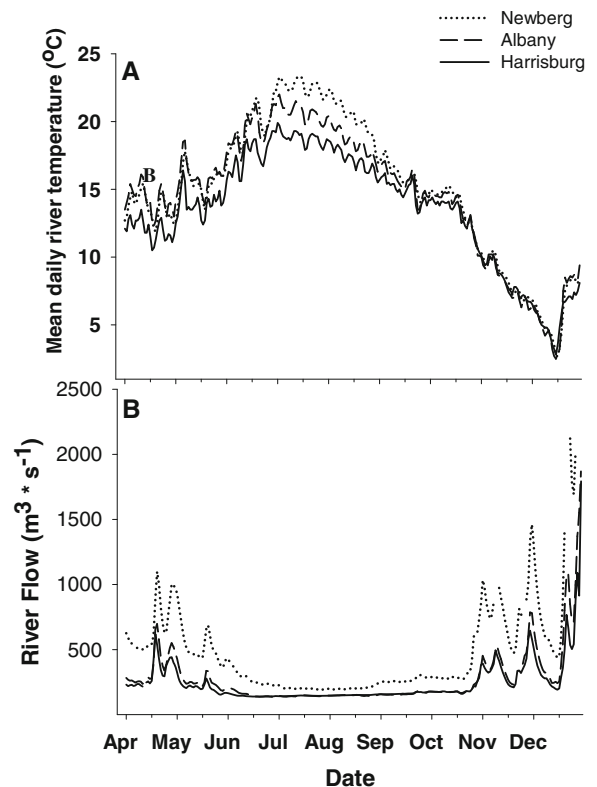 Newberg
Albany
Harrisburg
A
Mean daily river temperature (°C)
25
20
15
10
5
B
B
River Flow (m³ * s⁻¹)
2500
2000
1500
1000
500
Apr May Jun Jul Aug Sep Oct Nov Dec
Date